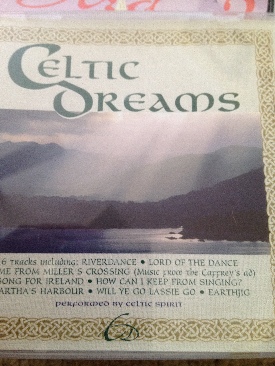 CELTIC
DREAMS
6 tracks including: RIVERDANCE • LORD OF THE DANCE
ME FROM MILLER'S CROSSING (Music from the Caffrey's ad)
SONG FOR IRELAND • HOW CAN I KEEP FROM SINGING?
ARTHA'S HARBOUR • WILL YE GO LASSIE GO • EARTHJIG
performed by celtic spirit